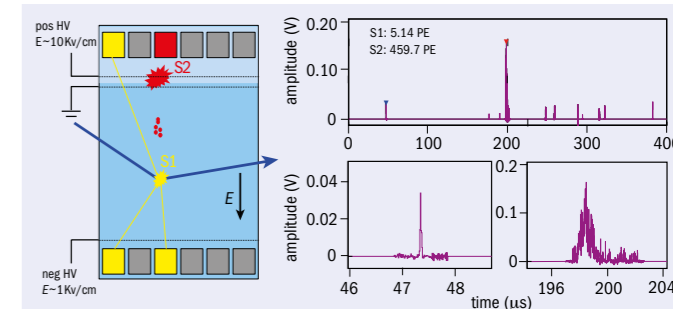 pos HV
E~10Kv/cm
S2
S1
E
neg HV
E~1Kv/cm
amplitude (V)
0.20
0.10
0
S1: 5.14 PE
S2: 459.7 PE
0
100
200
300
400
amplitude (V)
0.04
0.02
0
46
47
48
0.2
0.1
0
196
200
204
time (μs)